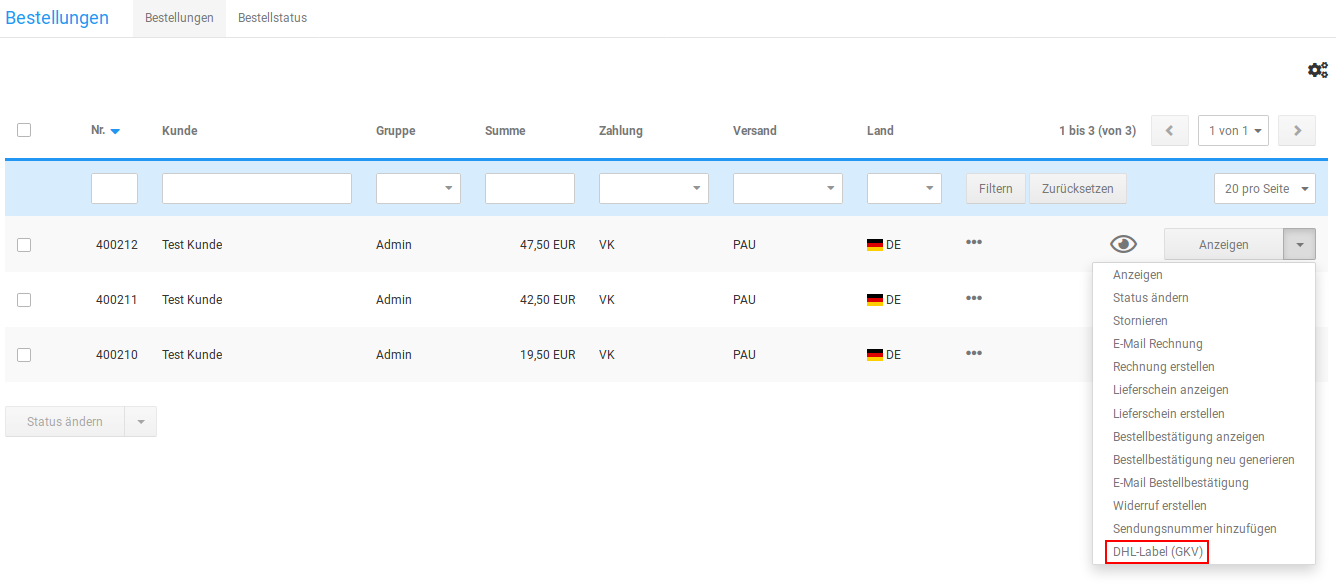 Bestellungen Bestellungen Bestellstatus
Nr. Kunde Gruppe Summe Zahlung Versand Land 1 bis 3 (von 3) 1 von 1
Filtern Zurücksetzen 20 pro Seite
400212 Test Kunde Admin 47,50 EUR VK PAU DE ••• Anzeigen
400211 Test Kunde Admin 42,50 EUR VK PAU DE •••
400210 Test Kunde Admin 19,50 EUR VK PAU DE •••
Status ändern
Anzeigen
Status ändern
Stornieren
E-Mail Rechnung
Rechnung erstellen
Lieferschein anzeigen
Lieferschein erstellen
Bestellbestätigung anzeigen
Bestellbestätigung neu generieren
E-Mail Bestellbestätigung
Widerruf erstellen
Sendungsnummer hinzufügen
DHL-Label (GKV)